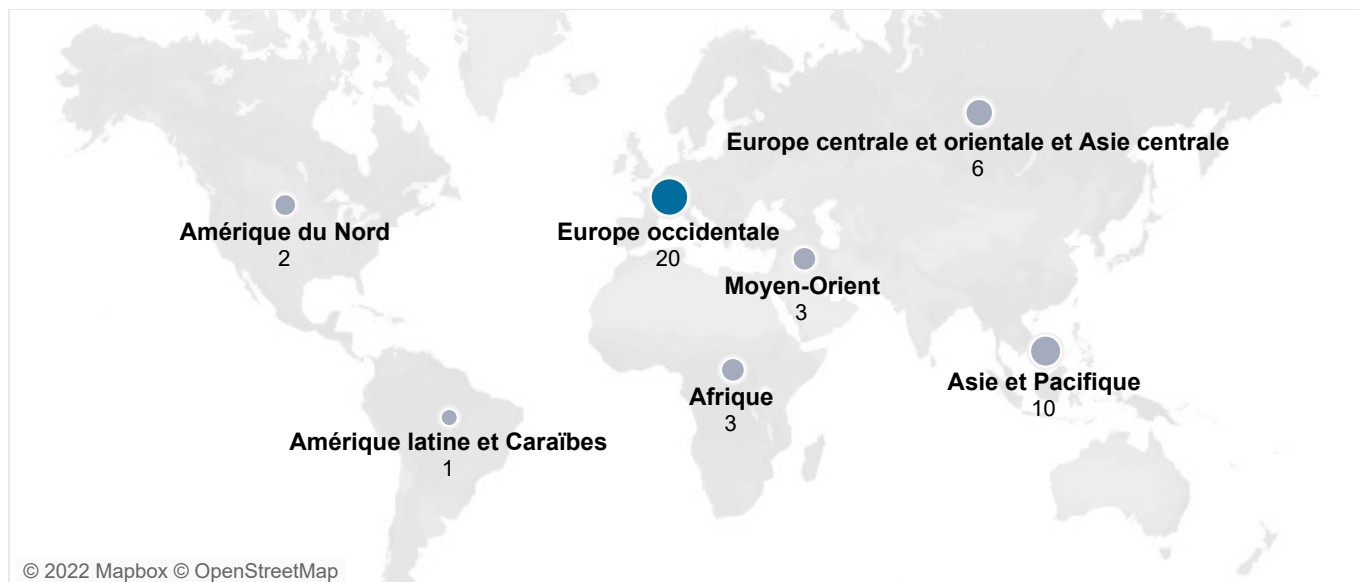 Europe centrale et orientale et Asie centrale
6
Amérique du Nord
2
Europe occidentale
20
Moyen-Orient
3
Asie et Pacifique
10
Afrique
3
Amérique latine et Caraïbes
1
© 2022 Mapbox © OpenStreetMap